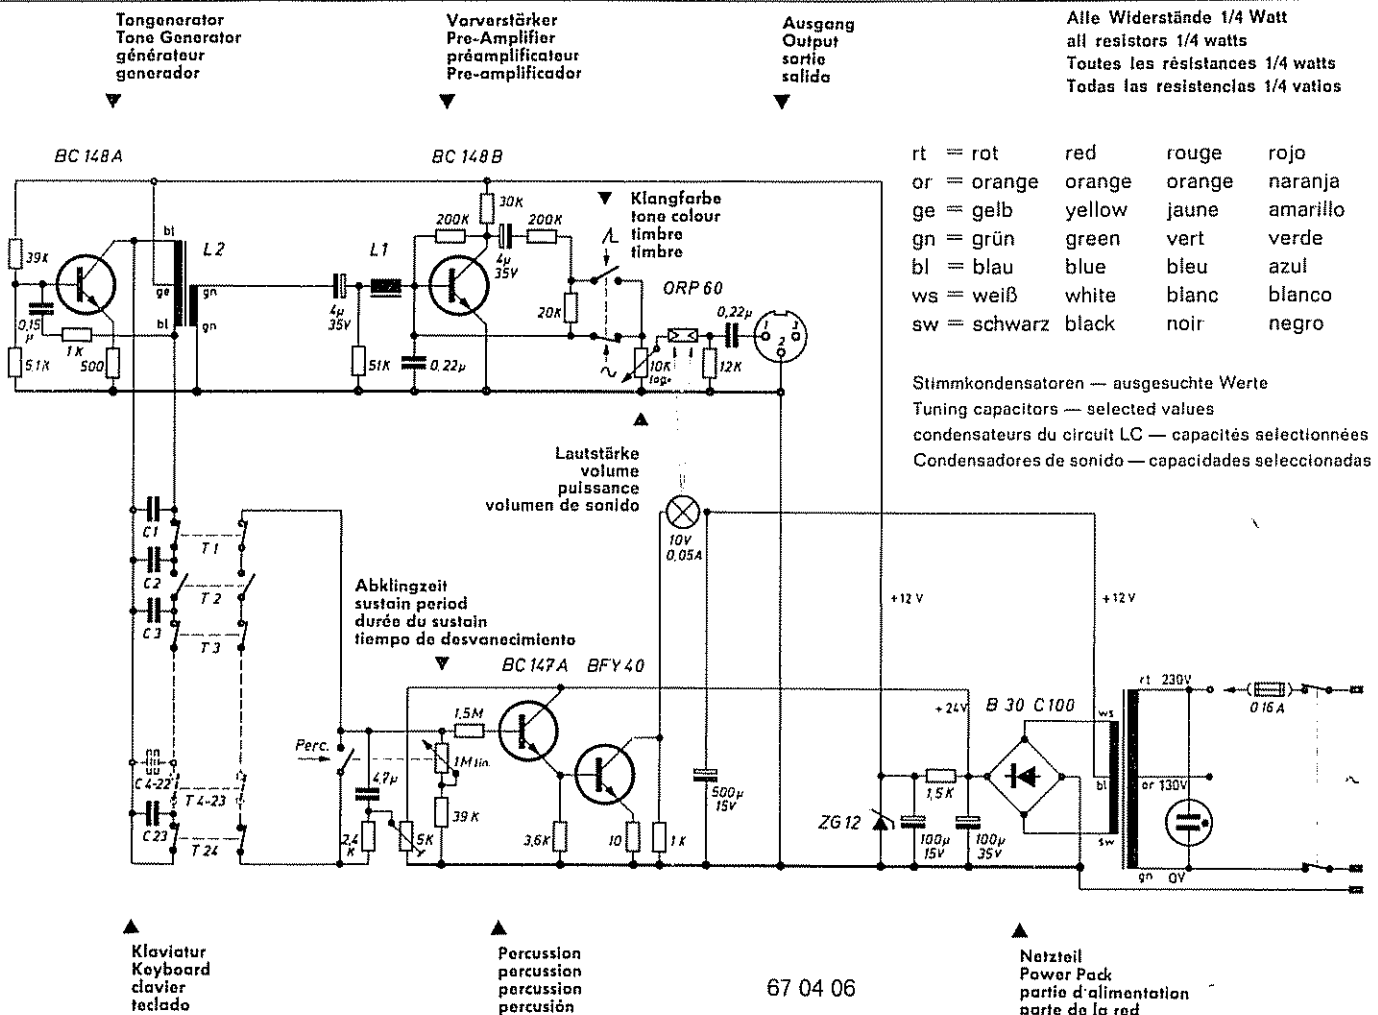 Tongenerator
Tone Generator
générateur
generador
Vorverstärker
Pre-Amplifier
préamplificateur
Pre-amplificador
Ausgang
Output
sortie
salida
Alle Widerstände 1/4 Watt
all resistors 1/4 watts
Toutes les résistances 1/4 watts
Todas las resistencias 1/4 vatios
rt = rot red rouge rojo
or = orange orange orange naranja
ge = gelb yellow jaune amarillo
gn = grün green vert verde
bl = blau blue bleu azul
ws = weiß white blanc blanco
sw = schwarz black noir negro
Stimmkondensatoren — ausgesuchte Werte
Tuning capacitors — selected values
condensateurs du circuit LC — capacités selectionnées
Condensadores de sonido — capacidades seleccionadas
BC 148A
BC 148B
39K
0,15
µ
1K
5,1K
500
bl
ge
bl
gn
gn
L2
4µ
35V
51K
L1
200K
30K
4µ
35V
200K
20K
0,22µ
Klangfarbe
tone colour
timbre
timbre
ORP 60
0,22µ
10K
log.
12K
1
2
3
Lautstärke
volume
puissance
volumen de sonido
10V
0,05A
C1
T1
C2
T2
C3
T3
C4-22
T4-23
C23
T24
Abklingzeit
sustain period
durée du sustain
tiempo de desvanecimiento
BC 147A
BFY 40
Perc.
1,5M
1M lin.
4,7µ
39K
2,4
K
5K
3,6K
10
1K
500µ
15V
+12V
+12V
+24V
B 30 C100
1,5K
ZG 12
100µ
15V
100µ
35V
ws
bl
sw
rt 230V
or 130V
gn 0V
0,16A
~
Klaviatur
Keyboard
clavier
teclado
Percussion
percussion
percussion
percusión
67 04 06
Netzteil
Power Pack
partie d'alimentation
parte de la red